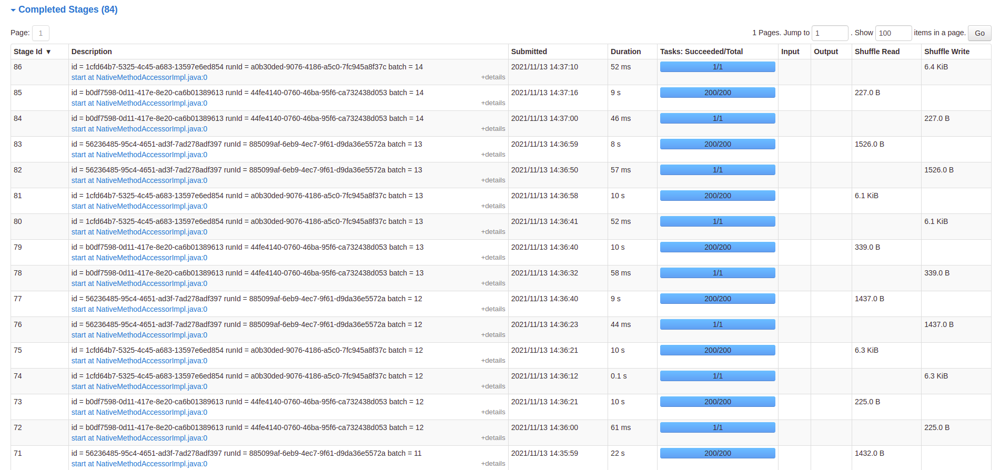 Completed Stages (84)
Page: 1 1 Pages. Jump to 1 . Show 100 items in a page. Go
Stage Id ▼ Description Submitted Duration Tasks: Succeeded/Total Input Output Shuffle Read Shuffle Write
86 id = 1cfd64b7-5325-4c45-a683-13597e6ed854 runId = a0b30ded-9076-4186-a5c0-7fc945a8f37c batch = 14 2021/11/13 14:37:10 52 ms 1/1 6.4 KiB
start at NativeMethodAccessorImpl.java:0 +details
85 id = b0df7598-0d11-417e-8e20-ca6b01389613 runId = 44fe4140-0760-46ba-95f6-ca732438d053 batch = 14 2021/11/13 14:37:16 9 s 200/200 227.0 B
start at NativeMethodAccessorImpl.java:0 +details
84 id = b0df7598-0d11-417e-8e20-ca6b01389613 runId = 44fe4140-0760-46ba-95f6-ca732438d053 batch = 14 2021/11/13 14:37:00 46 ms 1/1 227.0 B
start at NativeMethodAccessorImpl.java:0 +details
83 id = 56236485-95c4-4651-ad3f-7ad278adf397 runId = 885099af-6eb9-4ec7-9f61-d9da36e5572a batch = 13 2021/11/13 14:36:59 8 s 200/200 1526.0 B
start at NativeMethodAccessorImpl.java:0 +details
82 id = 56236485-95c4-4651-ad3f-7ad278adf397 runId = 885099af-6eb9-4ec7-9f61-d9da36e5572a batch = 13 2021/11/13 14:36:50 57 ms 1/1 1526.0 B
start at NativeMethodAccessorImpl.java:0 +details
81 id = 1cfd64b7-5325-4c45-a683-13597e6ed854 runId = a0b30ded-9076-4186-a5c0-7fc945a8f37c batch = 13 2021/11/13 14:36:58 10 s 200/200 6.1 KiB
start at NativeMethodAccessorImpl.java:0 +details
80 id = 1cfd64b7-5325-4c45-a683-13597e6ed854 runId = a0b30ded-9076-4186-a5c0-7fc945a8f37c batch = 13 2021/11/13 14:36:41 52 ms 1/1 6.1 KiB
start at NativeMethodAccessorImpl.java:0 +details
79 id = b0df7598-0d11-417e-8e20-ca6b01389613 runId = 44fe4140-0760-46ba-95f6-ca732438d053 batch = 13 2021/11/13 14:36:40 10 s 200/200 339.0 B
start at NativeMethodAccessorImpl.java:0 +details
78 id = b0df7598-0d11-417e-8e20-ca6b01389613 runId = 44fe4140-0760-46ba-95f6-ca732438d053 batch = 13 2021/11/13 14:36:32 58 ms 1/1 339.0 B
start at NativeMethodAccessorImpl.java:0 +details
77 id = 56236485-95c4-4651-ad3f-7ad278adf397 runId = 885099af-6eb9-4ec7-9f61-d9da36e5572a batch = 12 2021/11/13 14:36:40 9 s 200/200 1437.0 B
start at NativeMethodAccessorImpl.java:0 +details
76 id = 56236485-95c4-4651-ad3f-7ad278adf397 runId = 885099af-6eb9-4ec7-9f61-d9da36e5572a batch = 12 2021/11/13 14:36:23 44 ms 1/1 1437.0 B
start at NativeMethodAccessorImpl.java:0 +details
75 id = 1cfd64b7-5325-4c45-a683-13597e6ed854 runId = a0b30ded-9076-4186-a5c0-7fc945a8f37c batch = 12 2021/11/13 14:36:21 10 s 200/200 6.3 KiB
start at NativeMethodAccessorImpl.java:0 +details
74 id = 1cfd64b7-5325-4c45-a683-13597e6ed854 runId = a0b30ded-9076-4186-a5c0-7fc945a8f37c batch = 12 2021/11/13 14:36:12 0.1 s 1/1 6.3 KiB
start at NativeMethodAccessorImpl.java:0 +details
73 id = b0df7598-0d11-417e-8e20-ca6b01389613 runId = 44fe4140-0760-46ba-95f6-ca732438d053 batch = 12 2021/11/13 14:36:21 10 s 200/200 225.0 B
start at NativeMethodAccessorImpl.java:0 +details
72 id = b0df7598-0d11-417e-8e20-ca6b01389613 runId = 44fe4140-0760-46ba-95f6-ca732438d053 batch = 12 2021/11/13 14:36:00 61 ms 1/1 225.0 B
start at NativeMethodAccessorImpl.java:0 +details
71 id = 56236485-95c4-4651-ad3f-7ad278adf397 runId = 885099af-6eb9-4ec7-9f61-d9da36e5572a batch = 11 2021/11/13 14:35:59 22 s 200/200 1432.0 B
start at NativeMethodAccessorImpl.java:0 +details